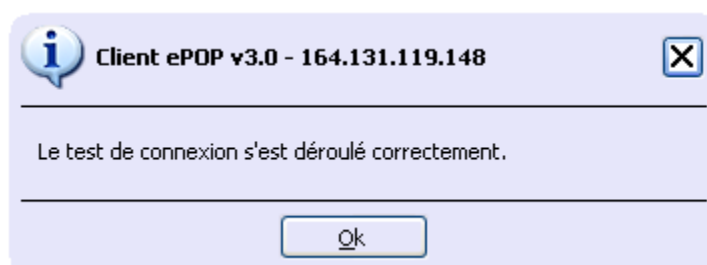 Client ePOP v3.0 - 164.131.119.148
Le test de connexion s'est déroulé correctement.
Ok